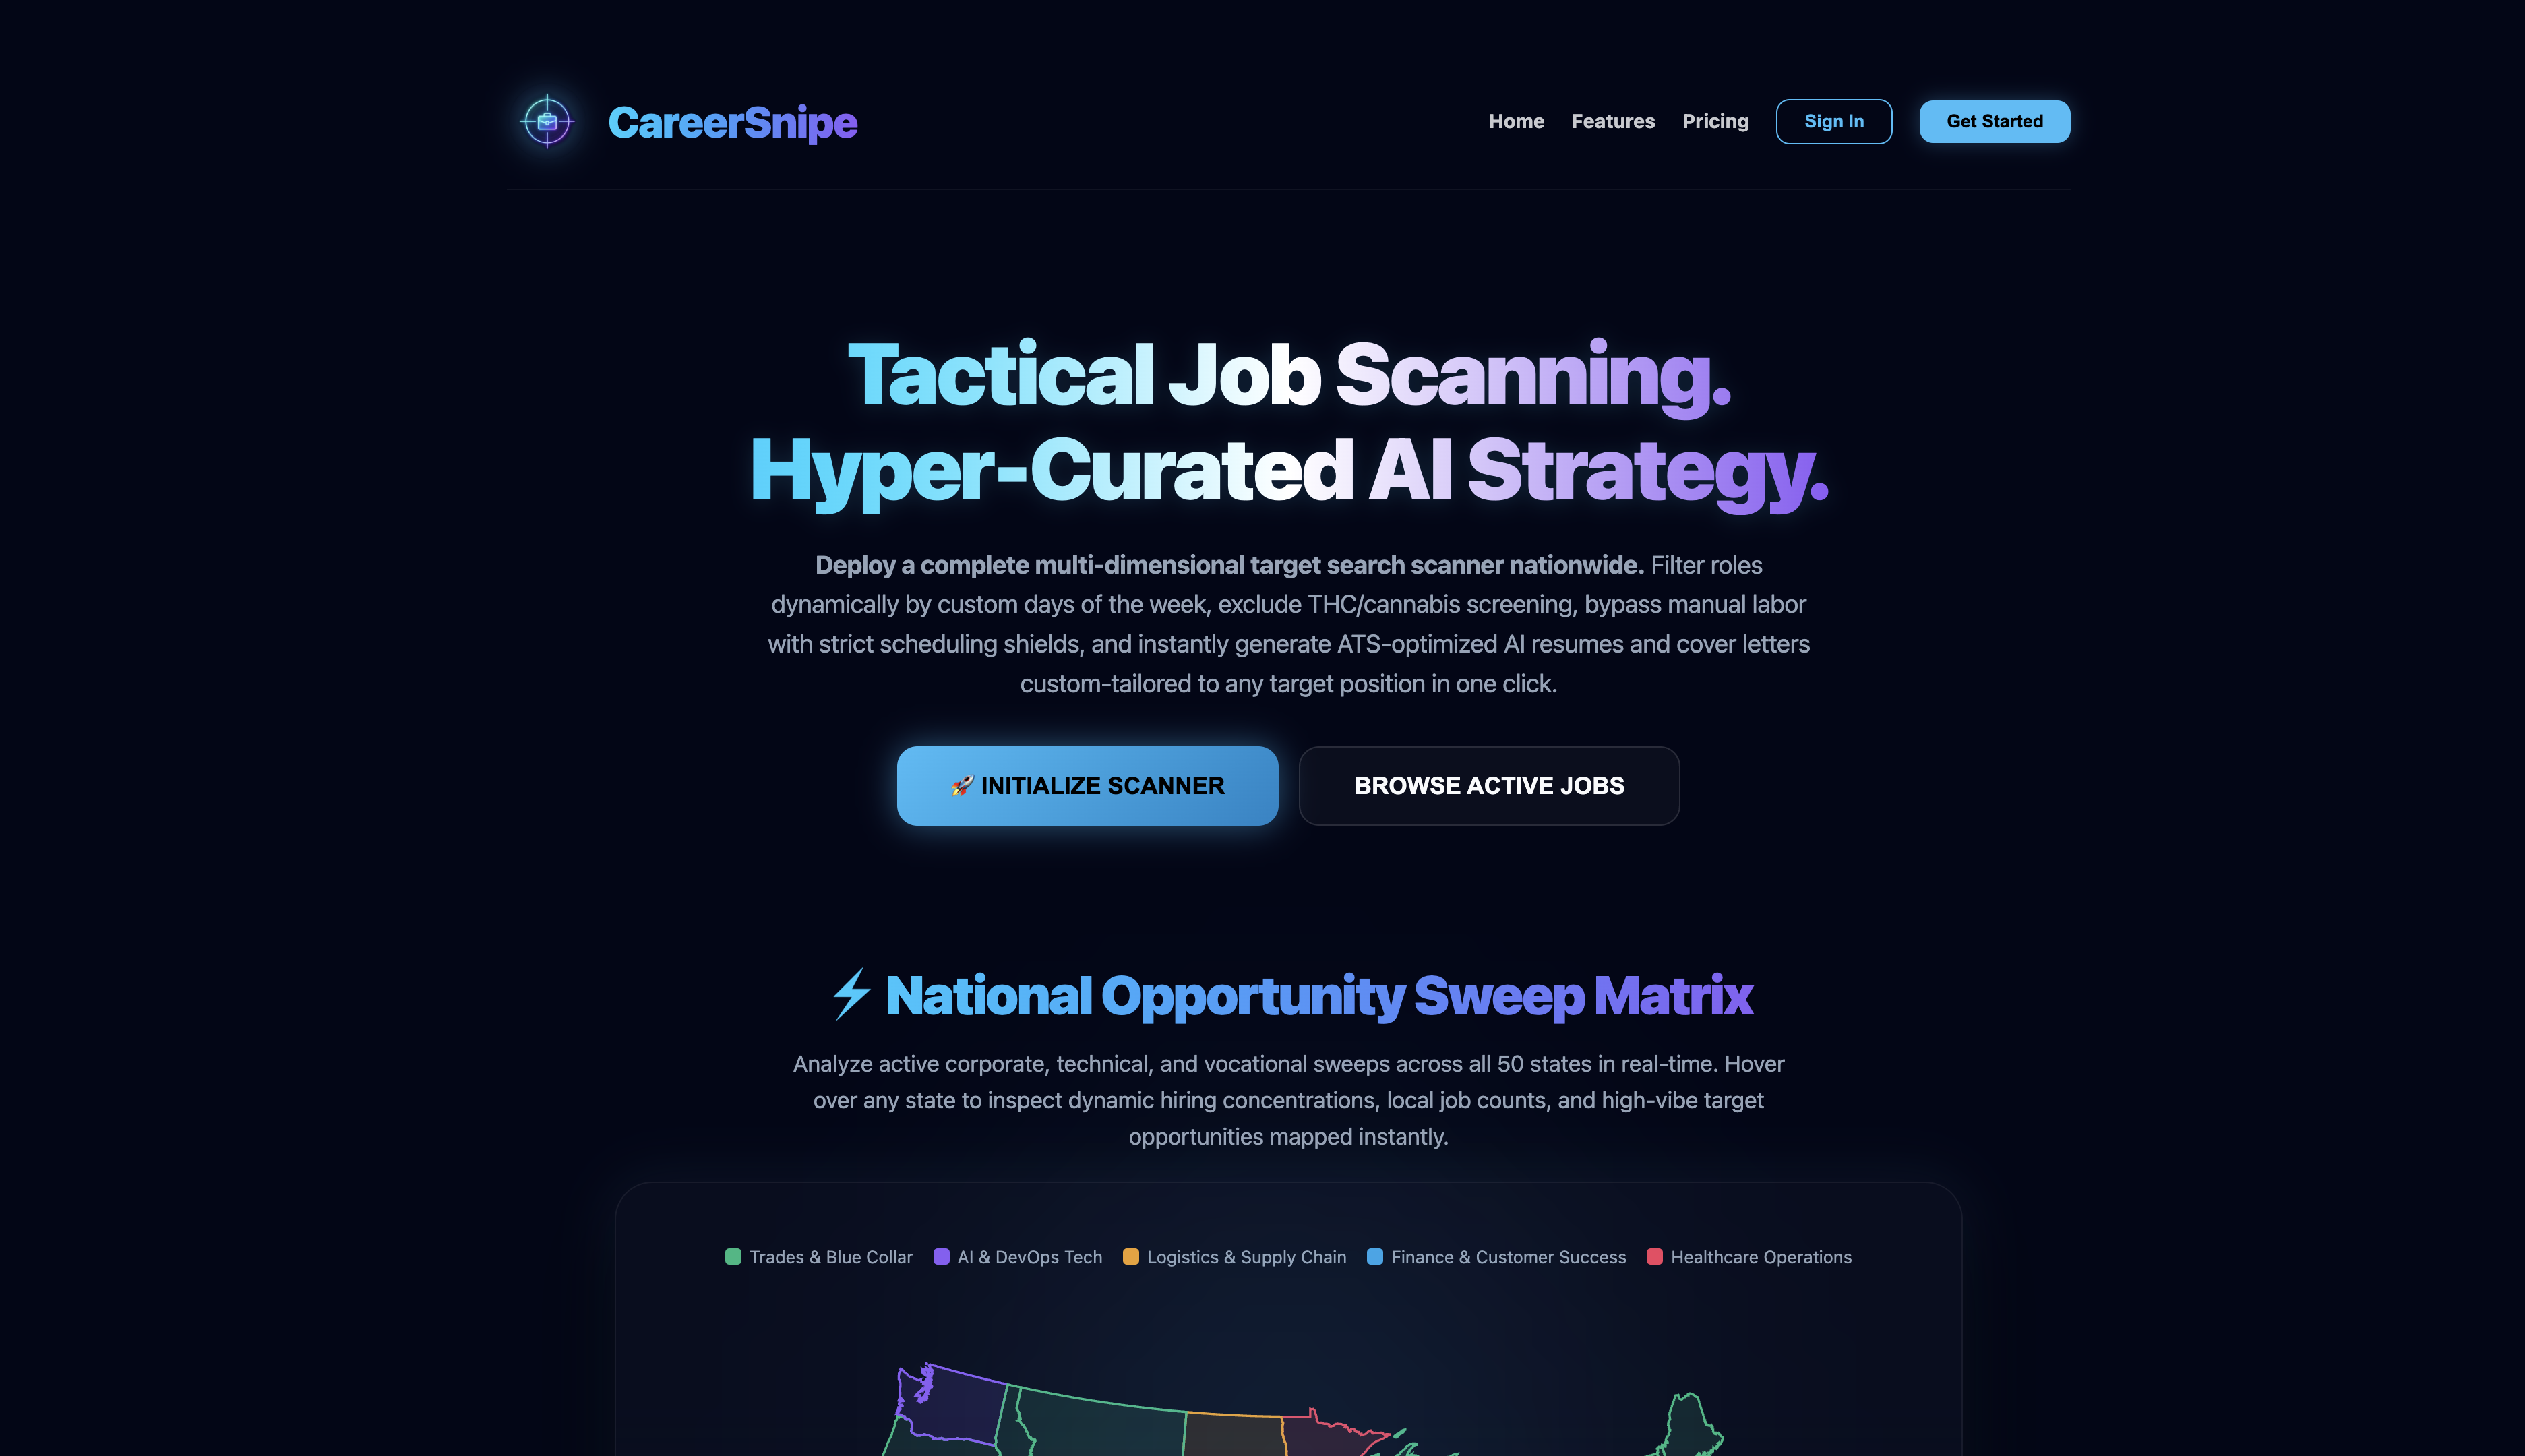 CareerSnipe
Home Features Pricing Sign In Get Started
Tactical Job Scanning.
Hyper-Curated AI Strategy.
Deploy a complete multi-dimensional target search scanner nationwide. Filter roles
dynamically by custom days of the week, exclude THC/cannabis screening, bypass manual labor
with strict scheduling shields, and instantly generate ATS-optimized AI resumes and cover letters
custom-tailored to any target position in one click.
🚀 INITIALIZE SCANNER BROWSE ACTIVE JOBS
⚡ National Opportunity Sweep Matrix
Analyze active corporate, technical, and vocational sweeps across all 50 states in real-time. Hover
over any state to inspect dynamic hiring concentrations, local job counts, and high-vibe target
opportunities mapped instantly.
Trades & Blue Collar AI & DevOps Tech Logistics & Supply Chain Finance & Customer Success Healthcare Operations